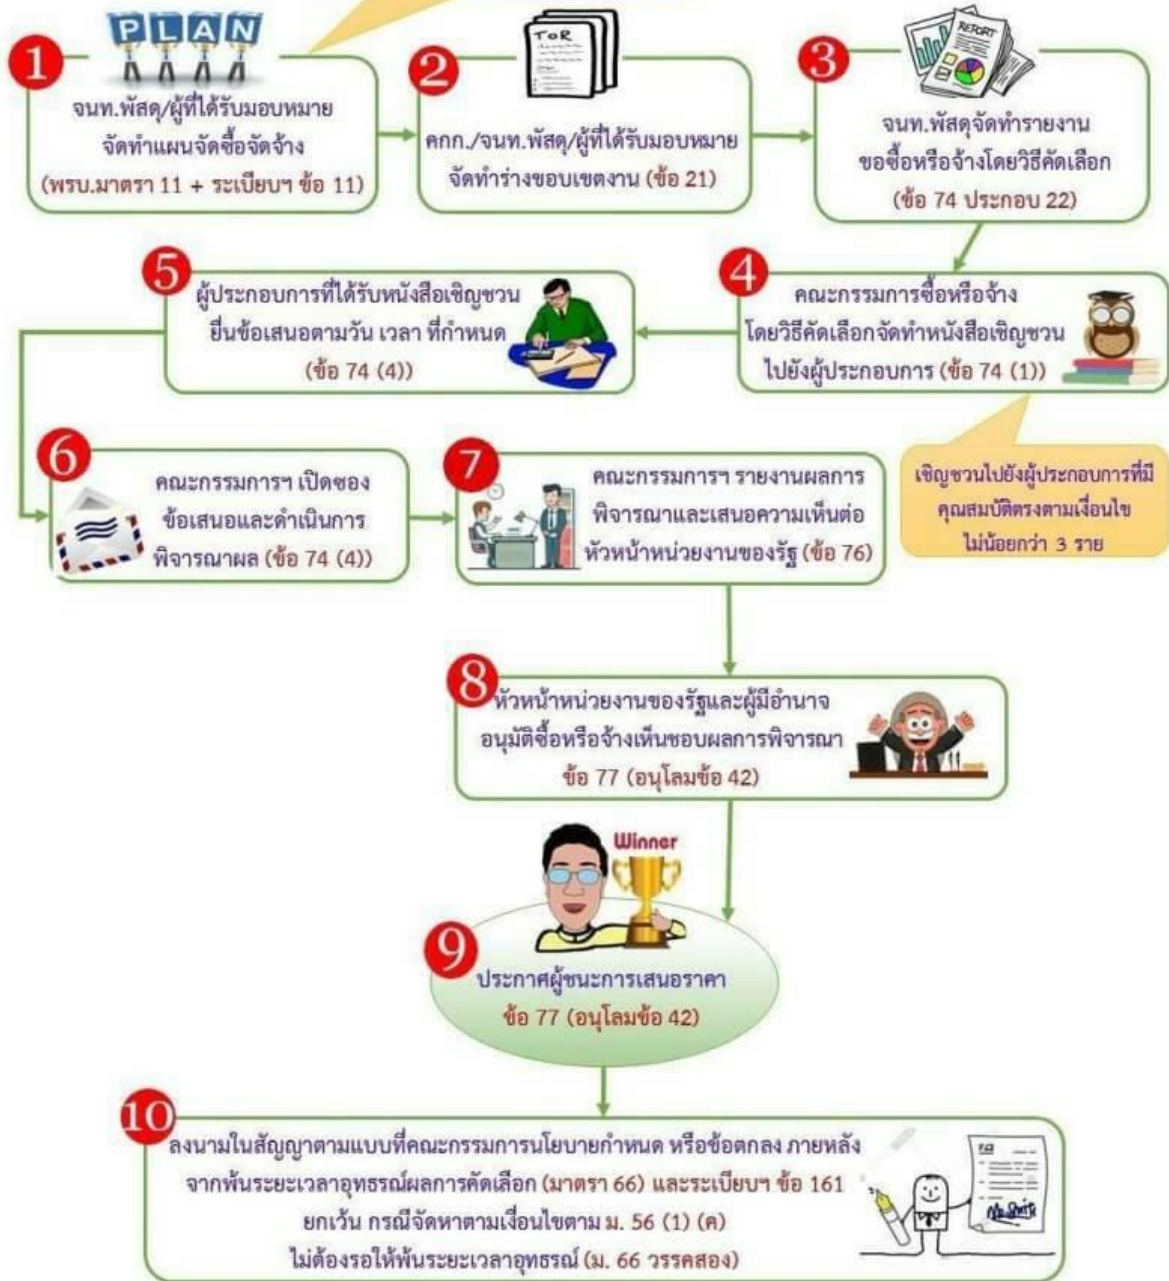 PLAN
1
จนท.พัสดุ/ผู้ที่ได้รับมอบหมาย
จัดทำแผนจัดซื้อจัดจ้าง
(พรบ.มาตรา 11 + ระเบียบฯ ข้อ 11)
TOR
2
คกก./จนท.พัสดุ/ผู้ที่ได้รับมอบหมาย
จัดทำร่างขอบเขตงาน (ข้อ 21)
REPORT
3
จนท.พัสดุจัดทำรายงาน
ขอซื้อหรือจ้างโดยวิธีคัดเลือก
(ข้อ 74 ประกอบ 22)
4
คณะกรรมการซื้อหรือจ้าง
โดยวิธีคัดเลือกจัดทำหนังสือเชิญชวน
ไปยังผู้ประกอบการ (ข้อ 74 (1))
เชิญชวนไปยังผู้ประกอบการที่มี
คุณสมบัติตรงตามเงื่อนไข
ไม่น้อยกว่า 3 ราย
5
ผู้ประกอบการที่ได้รับหนังสือเชิญชวน
ยื่นข้อเสนอตามวัน เวลา ที่กำหนด
(ข้อ 74 (4))
6
คณะกรรมการฯ เปิดซอง
ข้อเสนอและดำเนินการ
พิจารณาผล (ข้อ 74 (4))
7
คณะกรรมการฯ รายงานผลการ
พิจารณาและเสนอความเห็นต่อ
หัวหน้าหน่วยงานของรัฐ (ข้อ 76)
8
หัวหน้าหน่วยงานของรัฐและผู้มีอำนาจ
อนุมัติซื้อหรือจ้างเห็นชอบผลการพิจารณา
ข้อ 77 (อนุโลมข้อ 42)
Winner
9
ประกาศผู้ชนะการเสนอราคา
ข้อ 77 (อนุโลมข้อ 42)
10
ลงนามในสัญญาตามแบบที่คณะกรรมการนโยบายกำหนด หรือข้อตกลง ภายหลัง
จากพ้นระยะเวลาอุทธรณ์ผลการคัดเลือก (มาตรา 66) และระเบียบฯ ข้อ 161
ยกเว้น กรณีจัดหาตามเงื่อนไขตาม ม. 56 (1) (ค)
ไม่ต้องรอให้พ้นระยะเวลาอุทธรณ์ (ม. 66 วรรคสอง)